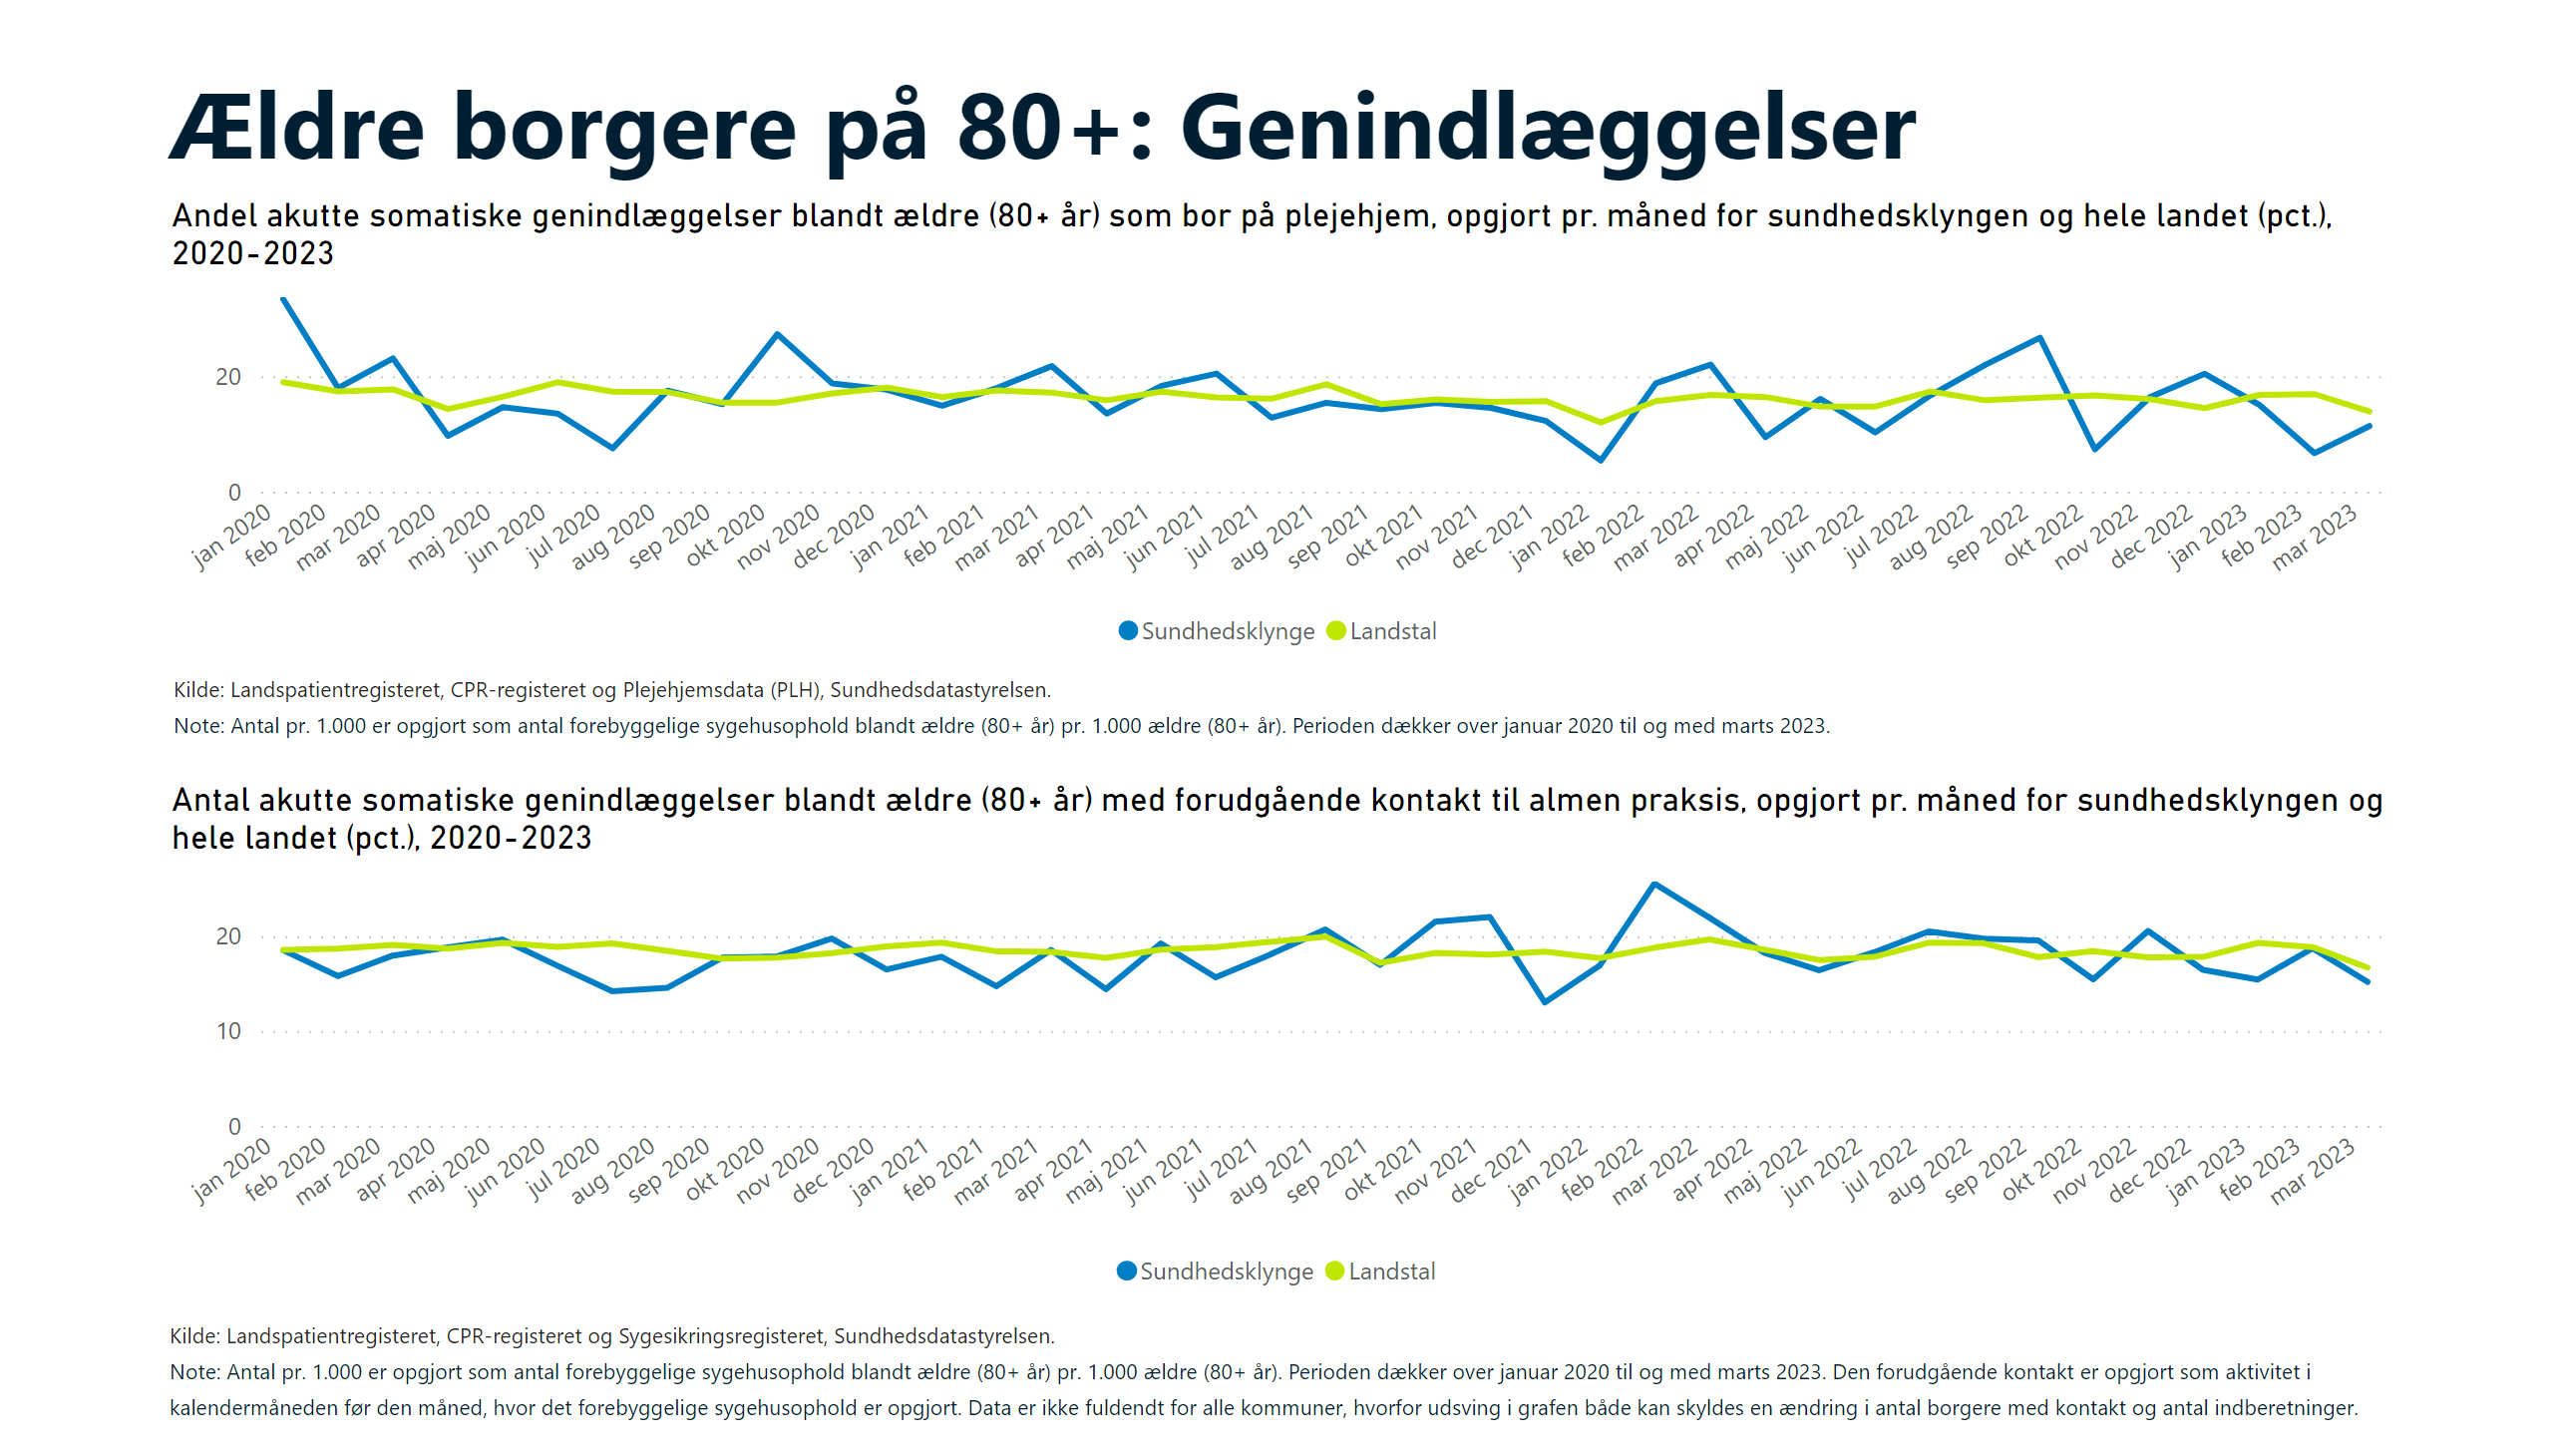 Ældre borgere på 80+: Genindlæggelser
Andel akutte somatiske genindlæggelser blandt ældre (80+ år) som bor på plejehjem, opgjort pr. måned for sundhedsklyngen og hele landet (pct.),
2020-2023
20
0
jan 2020
feb 2020
mar 2020
apr 2020
maj 2020
jun 2020
jul 2020
aug 2020
sep 2020
okt 2020
nov 2020
dec 2020
jan 2021
feb 2021
mar 2021
apr 2021
maj 2021
jun 2021
jul 2021
aug 2021
sep 2021
okt 2021
nov 2021
dec 2021
jan 2022
feb 2022
mar 2022
apr 2022
maj 2022
jun 2022
jul 2022
aug 2022
sep 2022
okt 2022
nov 2022
dec 2022
jan 2023
feb 2023
mar 2023
Sundhedsklynge Landstal
Kilde: Landspatientregisteret, CPR-registeret og Plejehjemsdata (PLH), Sundhedsdatastyrelsen.
Note: Antal pr. 1.000 er opgjort som antal forebyggelige sygehusophold blandt ældre (80+ år) pr. 1.000 ældre (80+ år). Perioden dækker over januar 2020 til og med marts 2023.
Antal akutte somatiske genindlæggelser blandt ældre (80+ år) med forudgående kontakt til almen praksis, opgjort pr. måned for sundhedsklyngen og
hele landet (pct.), 2020-2023
20
10
0
jan 2020
feb 2020
mar 2020
apr 2020
maj 2020
jun 2020
jul 2020
aug 2020
sep 2020
okt 2020
nov 2020
dec 2020
jan 2021
feb 2021
mar 2021
apr 2021
maj 2021
jun 2021
jul 2021
aug 2021
sep 2021
okt 2021
nov 2021
dec 2021
jan 2022
feb 2022
mar 2022
apr 2022
maj 2022
jun 2022
jul 2022
aug 2022
sep 2022
okt 2022
nov 2022
dec 2022
jan 2023
feb 2023
mar 2023
Sundhedsklynge Landstal
Kilde: Landspatientregisteret, CPR-registeret og Sygesikringsregisteret, Sundhedsdatastyrelsen.
Note: Antal pr. 1.000 er opgjort som antal forebyggelige sygehusophold blandt ældre (80+ år) pr. 1.000 ældre (80+ år). Perioden dækker over januar 2020 til og med marts 2023. Den forudgående kontakt er opgjort som aktivitet i
kalendermåneden før den måned, hvor det forebyggelige sygehusophold er opgjort. Data er ikke fuldendt for alle kommuner, hvorfor udsving i grafen både kan skyldes en ændring i antal borgere med kontakt og antal indberetninger.